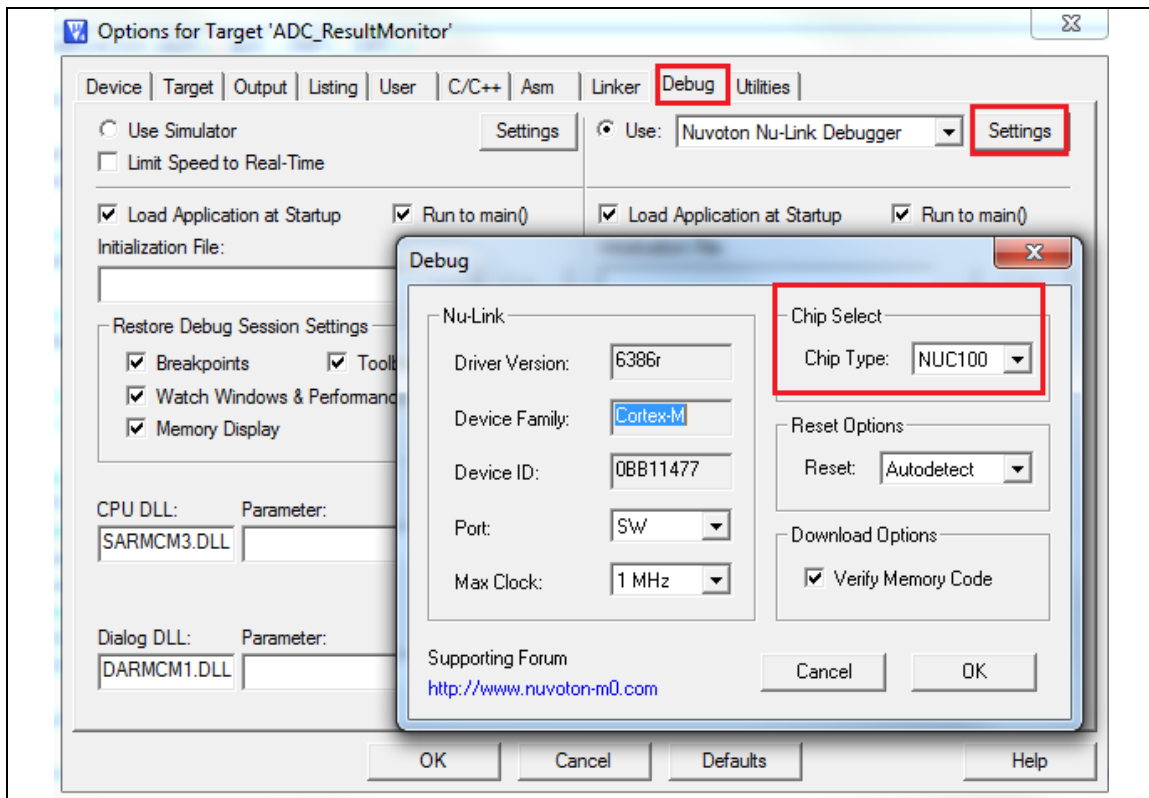 Options for Target 'ADC_ResultMonitor'
Device Target Output Listing User C/C++ Asm Linker Debug Utilities
Use Simulator Settings Use: Nuvoton Nu-Link Debugger Settings
Limit Speed to Real-Time
Load Application at Startup Run to main() Load Application at Startup Run to main()
Initialization File:
Restore Debug Session Settings
Breakpoints
Watch Windows &
Memory Display
CPU DLL: Parameter:
SARMCM3.DLL
Dialog DLL: Parameter:
DARMCM1.DLL
Debug
Nu-Link
Driver Version: 6386r
Device Family: Cortex-M
Device ID: 0BB11477
Port: SW
Max Clock: 1 MHz
Chip Select
Chip Type: NUC100
Reset Options
Reset: Autodetect
Download Options
Verify Memory Code
Supporting Forum
http://www.nuvoton-m0.com
Cancel OK
OK Cancel Defaults Help